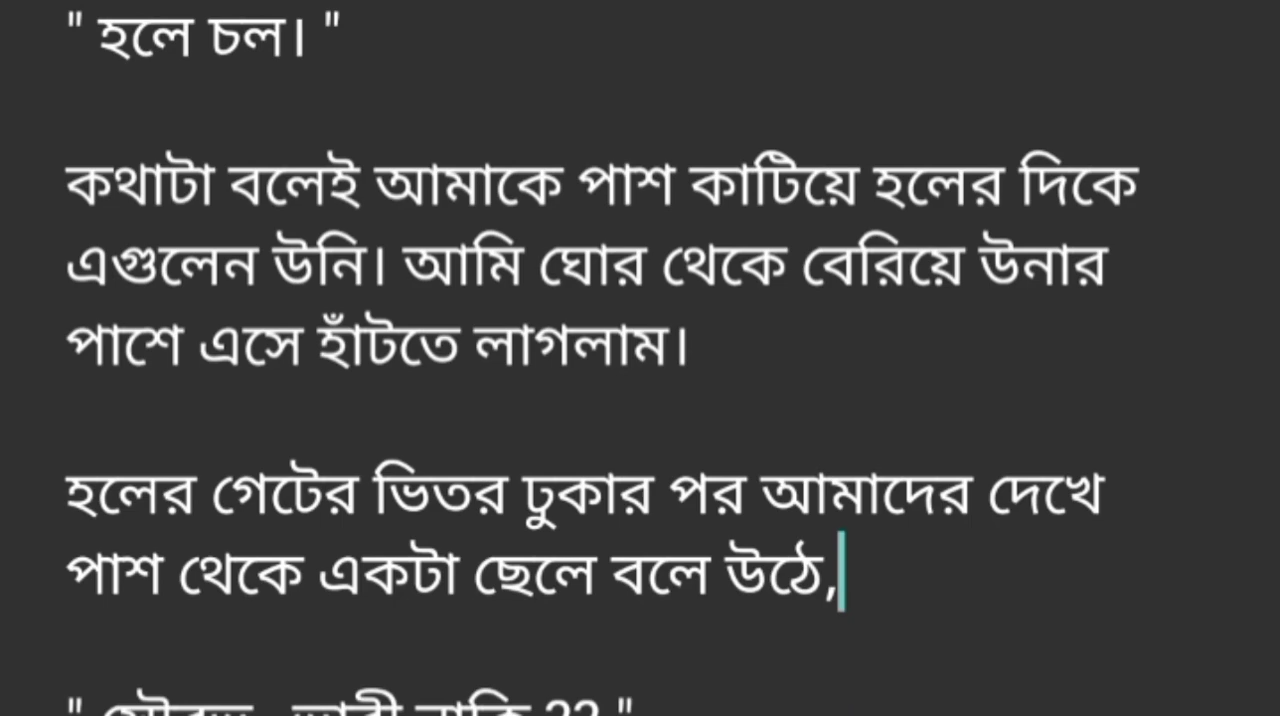 " হলে চল। "
কথাটা বলেই আমাকে পাশ কাটিয়ে হলের দিকে
এগুলেন উনি। আমি ঘোর থেকে বেরিয়ে উনার
পাশে এসে হাঁটতে লাগলাম।
হলের গেটের ভিতর ঢুকার পর আমাদের দেখে
পাশ থেকে একটা ছেলে বলে উঠে,
" নাকি ?? "